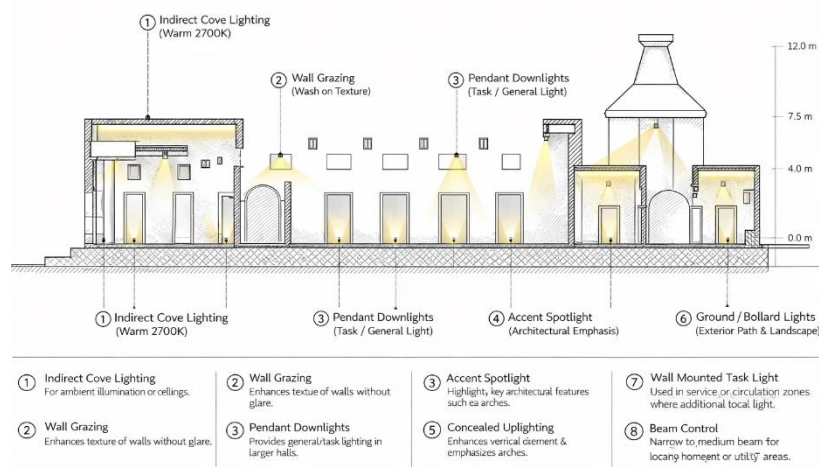 ① Indirect Cove Lighting
(Warm 2700K)
② Wall Grazing
(Wash on Texture)
③ Pendant Downlights
(Task / General Light)
12.0 m
7.5 m
4.0 m
0.0 m
① Indirect Cove Lighting
(Warm 2700K)
③ Pendant Downlights
(Task / General Light)
④ Accent Spotlight
(Architectural Emphasis)
⑥ Ground / Bollard Lights
(Exterior Path & Landscape)
① Indirect Cove Lighting
For ambient illumination or
② Wall Grazing
Enhances texture of walls without glare.
② Wall Grazing
Enhances of walls without
glare.
③ Pendant Downlights
Provides general/task lighting in
larger halls.
③ Accent Spotlight
Highlight, key architectural features
such ea arches.
⑤ Concealed Uplighting
Enhances &
emphasizes arches.
⑦ Wall Mounted Task Light
Used in service or circulation zones
where additional light.
⑧ Beam Control
Narrow to medium beam for
or utility areas.